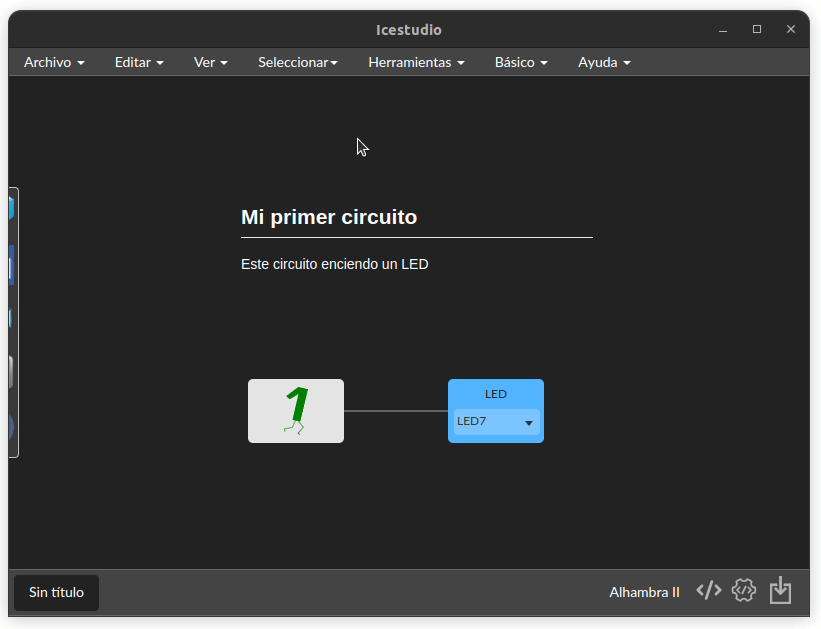 Icestudio
Archivo Editar Ver Seleccionar Herramientas Básico Ayuda
Mi primer circuito
Este circuito enciendo un LED
1
LED
LED7
Sin título
Alhambra II